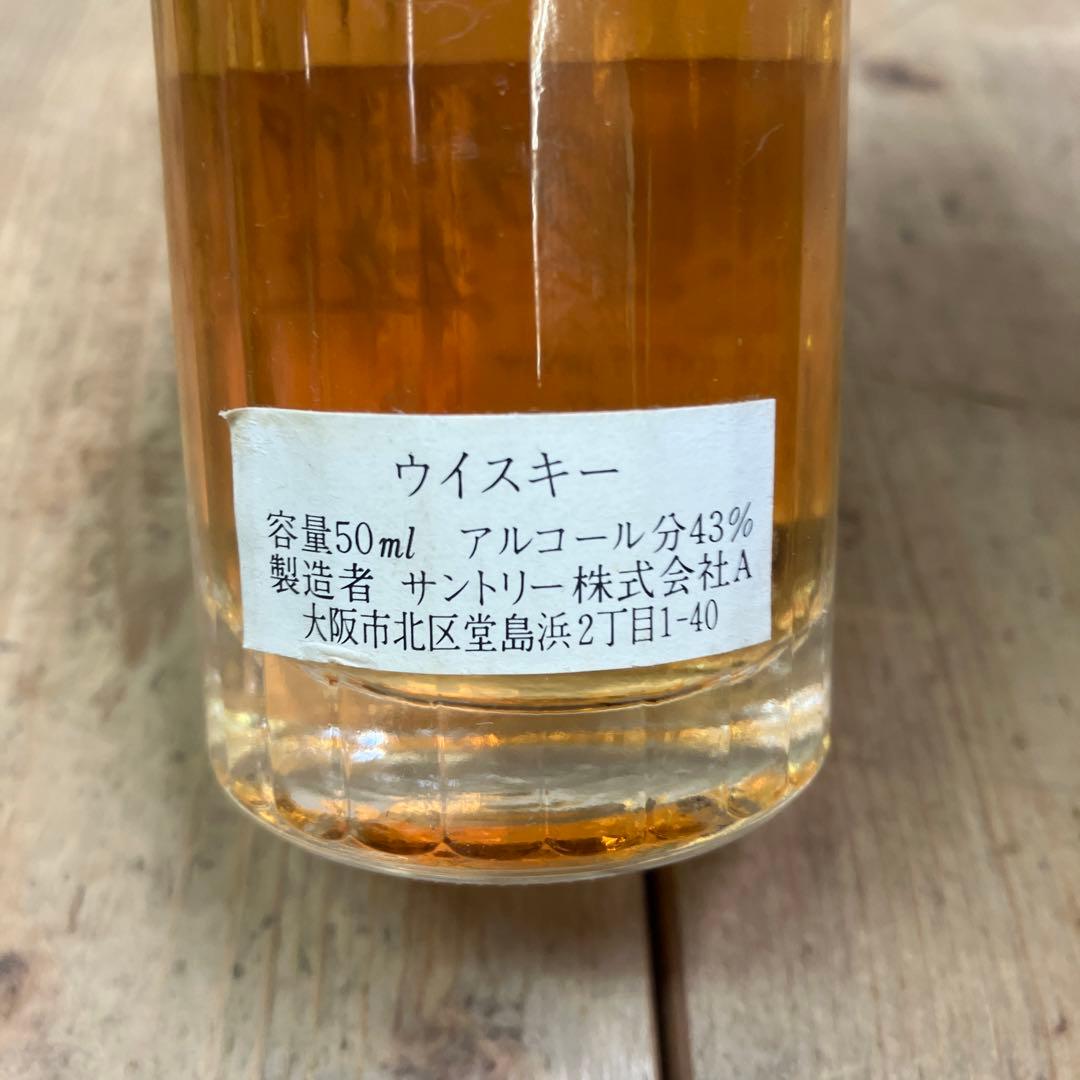 ウイスキー
容量50ml アルコール分43%
製造者 サントリー株式会社A
大阪市北区堂島浜2丁目1-40